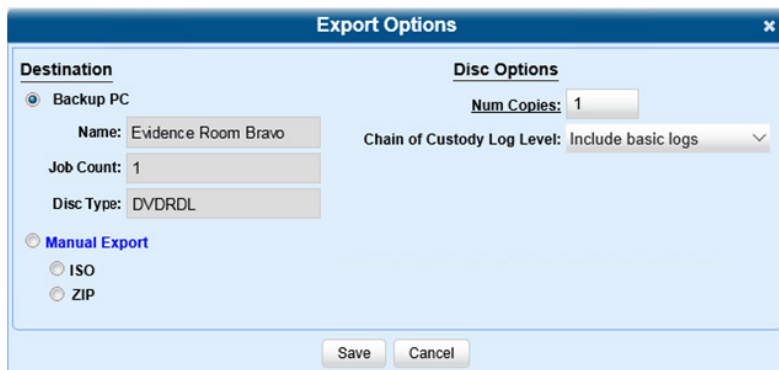 Export Options
Destination
Backup PC
Name: Evidence Room Bravo
Job Count: 1
Disc Type: DVDRDL
Manual Export
ISO
ZIP
Disc Options
Num Copies: 1
Chain of Custody Log Level: Include basic logs
Save Cancel